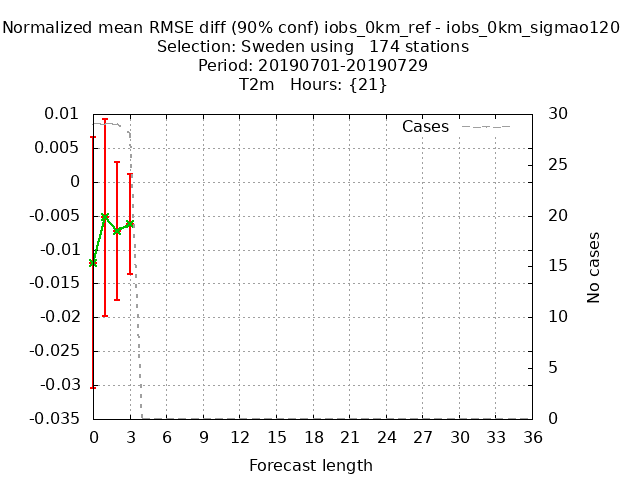 Normalized mean RMSE diff (90% conf) iobs_0km_ref - iobs_0km_sigmao120
Selection: Sweden using   174 stations
Period: 20190701-20190729
T2m   Hours: {21}
0.01
0.005
0
-0.005
-0.01
-0.015
-0.02
-0.025
-0.03
-0.035
Cases
30
25
20
15
10
5
0
No cases
0 3 6 9 12 15 18 21 24 27 30 33 36
Forecast length